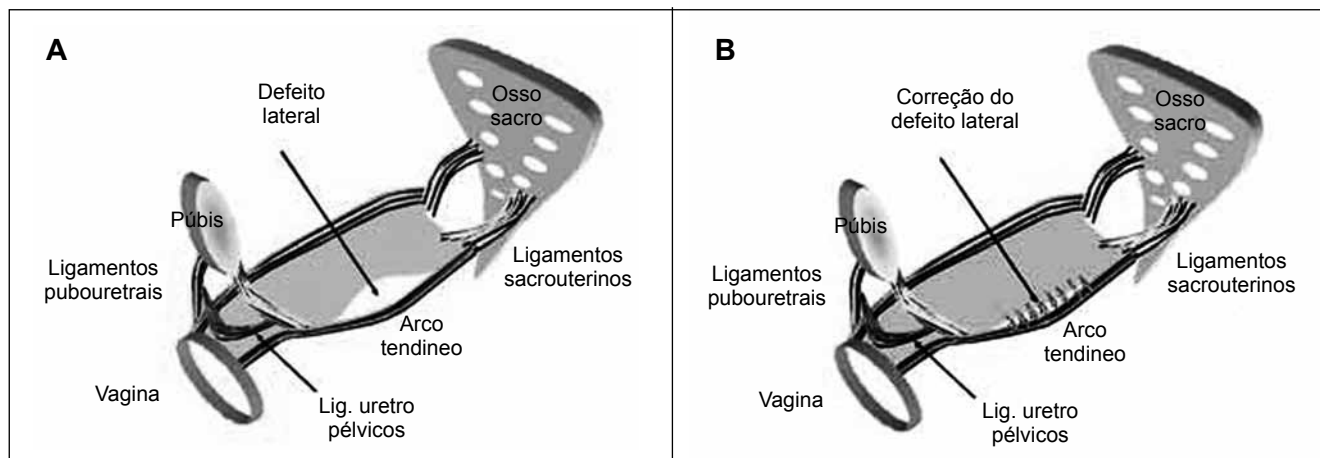 A
Defeito
lateral
Osso
sacro
Púbis
Ligamentos
pubouretrais
Ligamentos
sacrouterinos
Arco
tendineo
Vagina
Lig. uretro
pélvicos
B
Correção do
defeito lateral
Osso
sacro
Púbis
Ligamentos
pubouretrais
Ligamentos
sacrouterinos
Arco
tendineo
Vagina
Lig. uretro
pélvicos